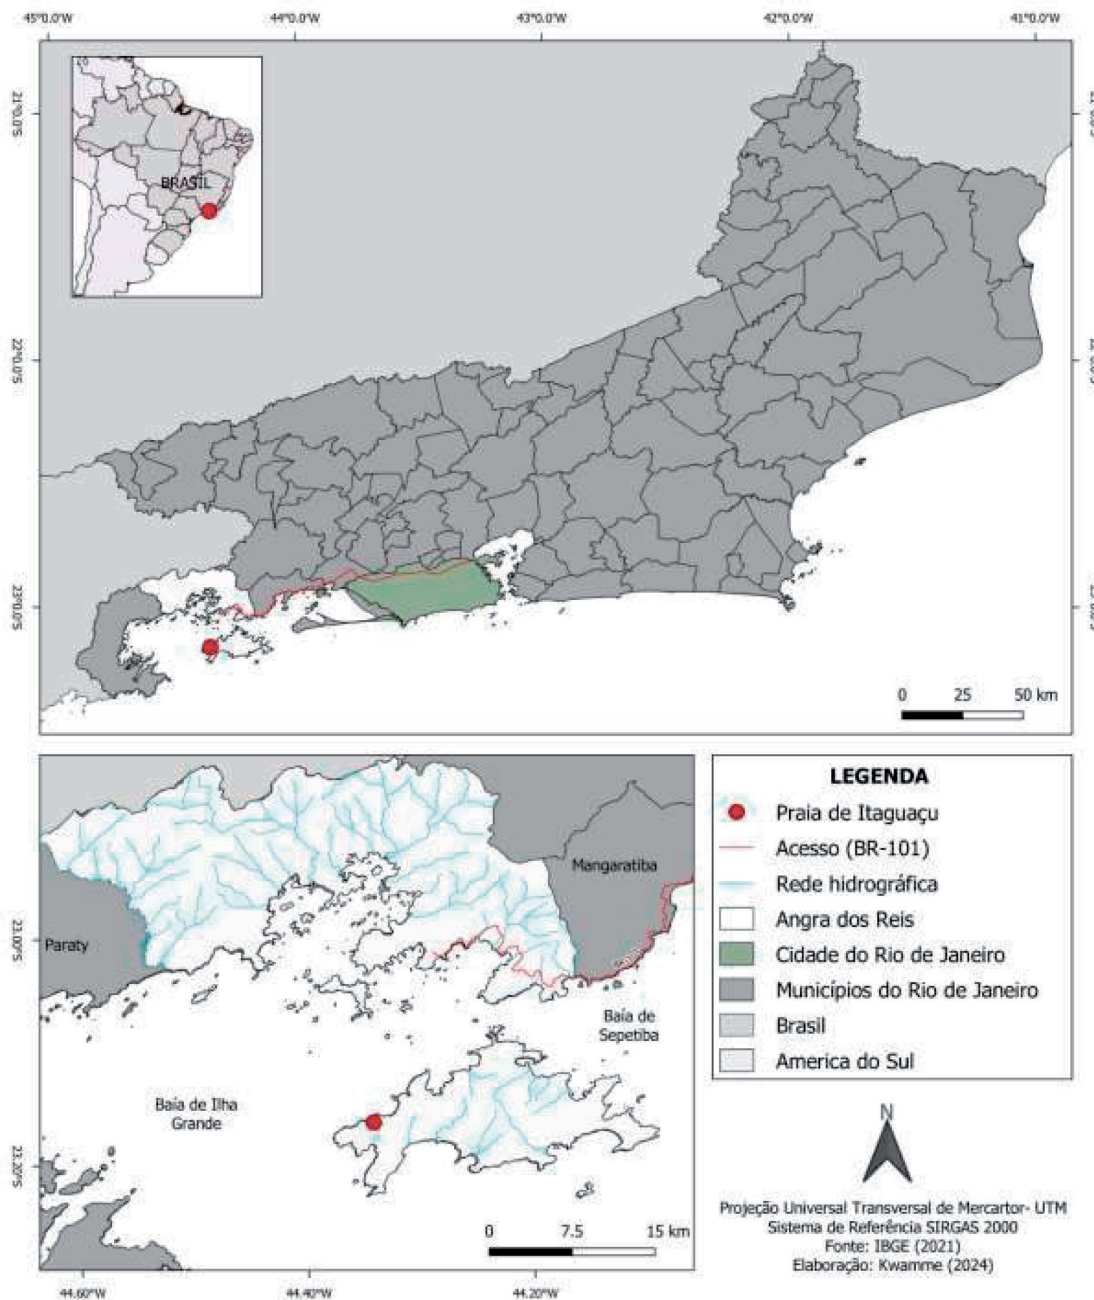 45°0.0'W 44°0.0'W 43°0.0'W 42°0.0'W 41°0.0'W
21°0.0'S
22°0.0'S
23°0.0'S
BRASIL
0 25 50 km
Mangaratiba
Paraty
23.00°S
Baía de
Sepetiba
Baía de Ilha
Grande
23.20°S
0 7.5 15 km
44.60°W 44.40°W 44.20°W
LEGENDA
Praia de Itaguaçu
Acesso (BR-101)
Rede hidrográfica
Angra dos Reis
Cidade do Rio de Janeiro
Municípios do Rio de Janeiro
Brasil
America do Sul
N
Projeção Universal Transversal de Mercartor- UTM
Sistema de Referência SIRGAS 2000
Fonte: IBGE (2021)
Elaboração: Kwamme (2024)